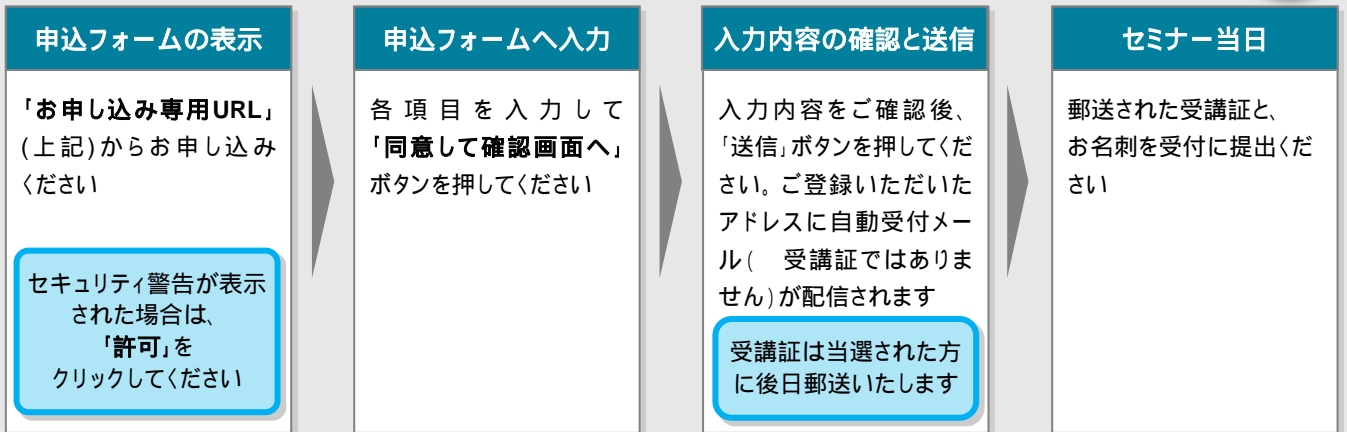 申込フォームの表示
「お申し込み専用URL」
(上記)からお申し込み
ください
セキュリティ警告が表示
された場合は、
「許可」を
クリックしてください
申込フォームへ入力
各項目を入力して
「同意して確認画面へ」
ボタンを押してください
入力内容の確認と送信
入力内容をご確認後、
「送信」ボタンを押してくだ
さい。ご登録いただいた
アドレスに自動受付メー
ル( 受講証ではありま
せん)が配信されます
受講証は当選された方
に後日郵送いたします
セミナー当日
郵送された受講証と、
お名刺を受付に提出くだ
さい